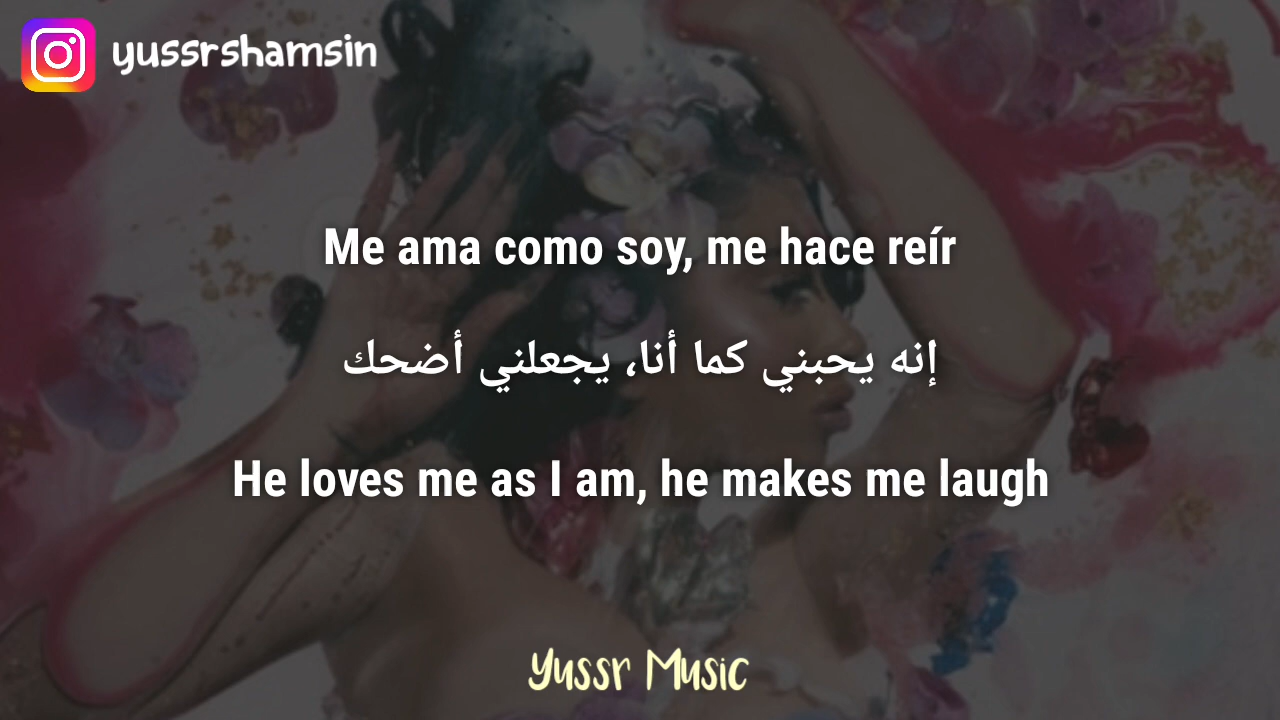 yussrshamsin
Me ama como soy, me hace reír
إنه يحبني كما أنا، يجعلني أضحك
He loves me as I am, he makes me laugh
Yussr Music